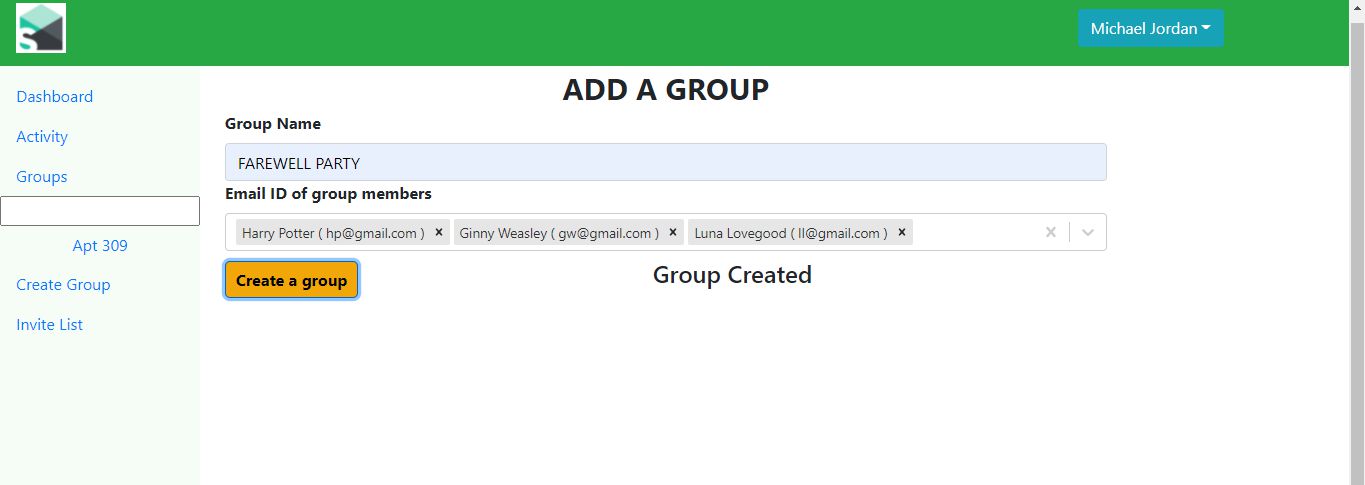 Michael Jordan
Dashboard
Activity
Groups
Apt 309
Create Group
Invite List
ADD A GROUP
Group Name
FAREWELL PARTY
Email ID of group members
Harry Potter ( hp@gmail.com ) × Ginny Weasley ( gw@gmail.com ) × Luna Lovegood ( ll@gmail.com ) ×
Create a group
Group Created